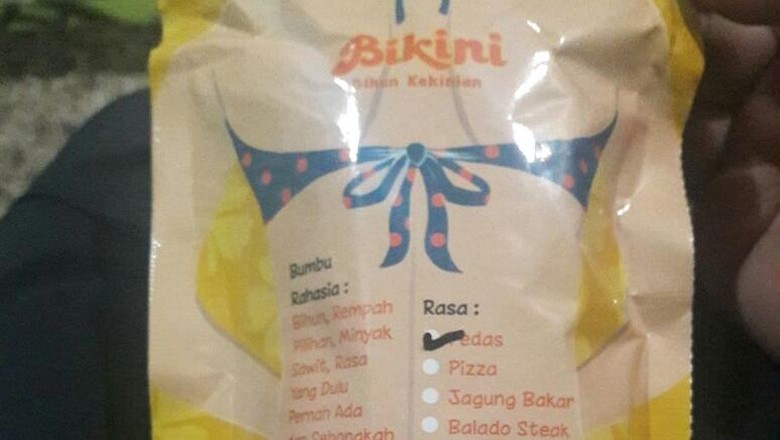 Bikini
Bihun Kekinian
Bumbu
Rahasia :
Bihun, Rempah
Pilihan, Minyak
Sawit, Rasa
Yang Dulu
Pernah Ada
Sebongkah
Rasa :
Pedas
Pizza
Jagung Bakar
Balado Steak